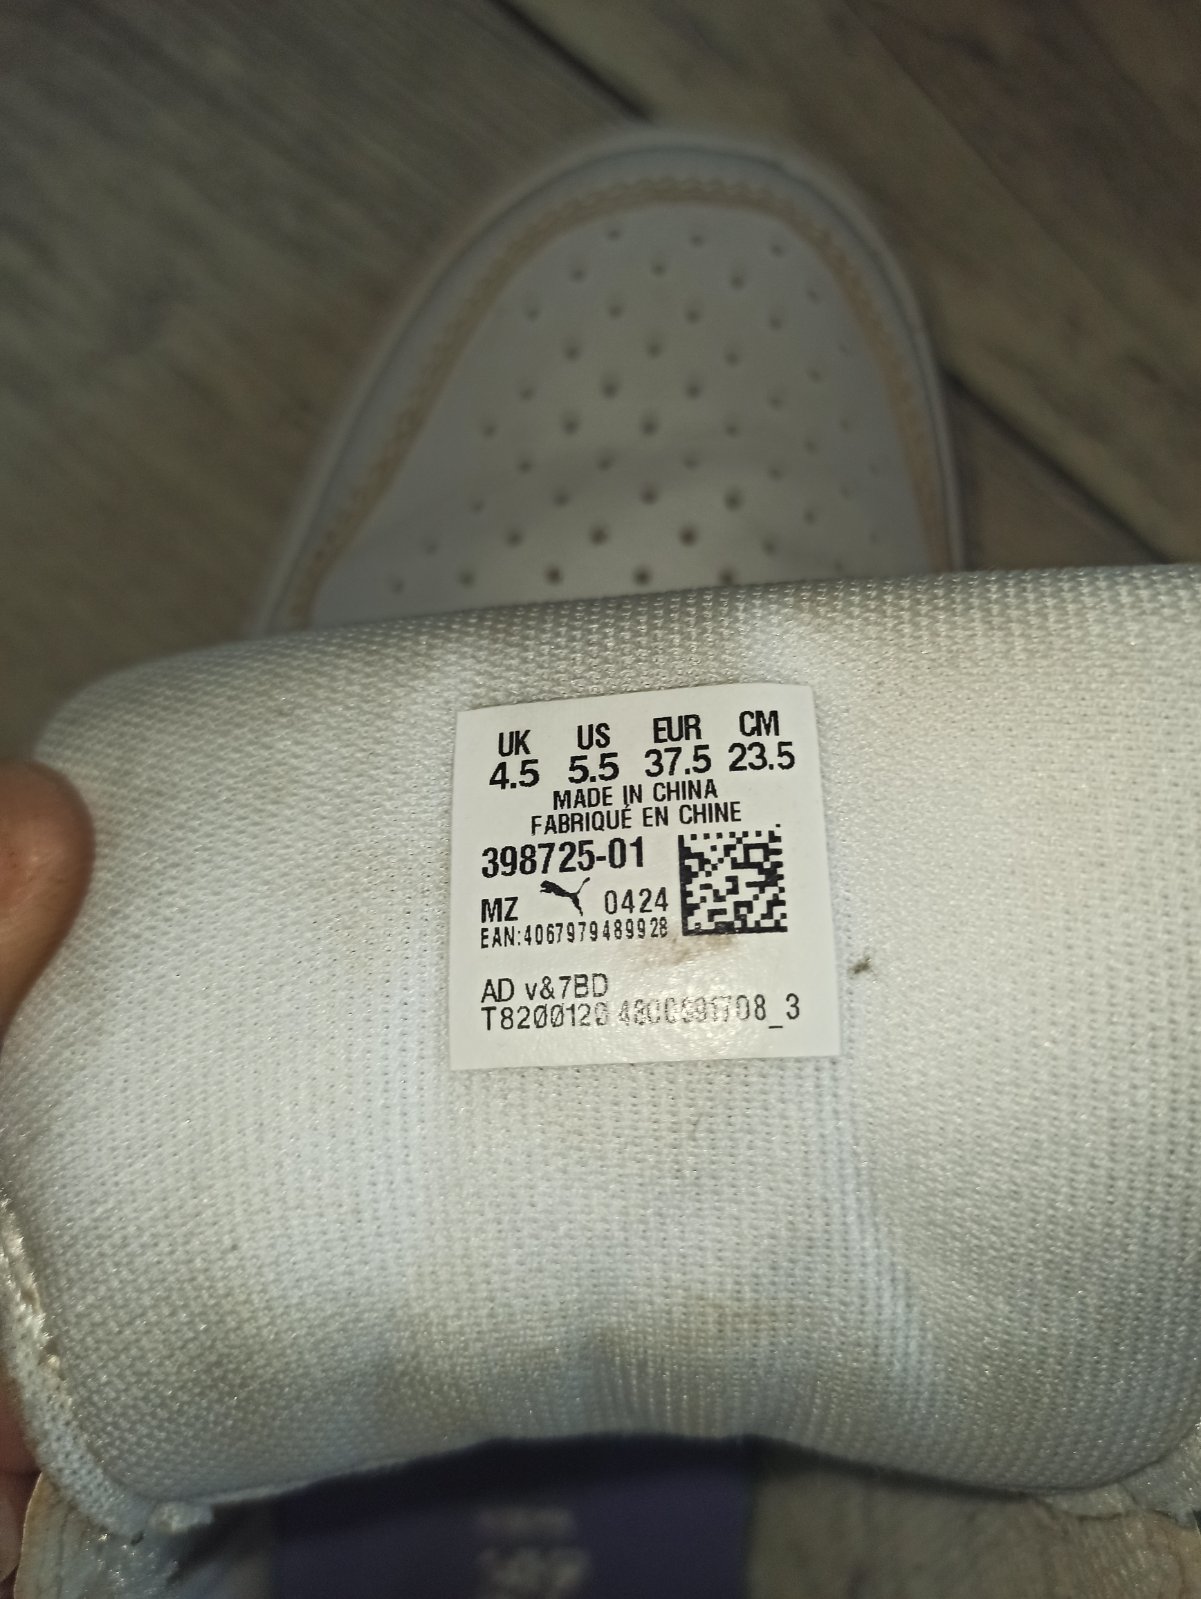 UK US EUR CM
4.5 5.5 37.5 23.5
MADE IN CHINA
FABRIQUÉ EN CHINE
398725-01
MZ 0424
EAN:4067979489928
AD v&7BD